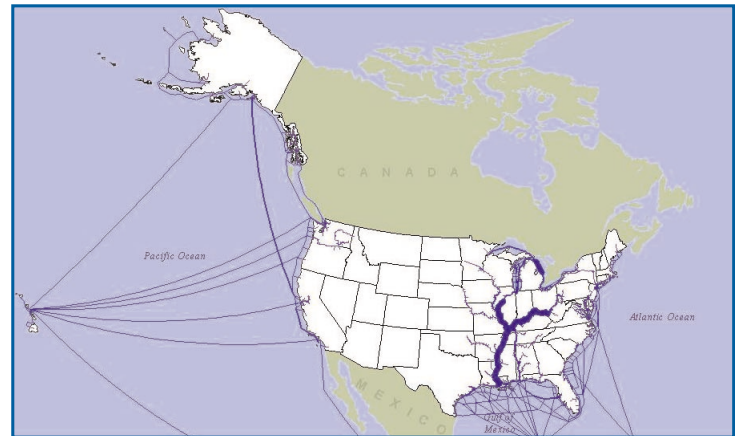 CANADA
Pacific Ocean
Atlantic Ocean
MEXICO
Gulf of
Mexico